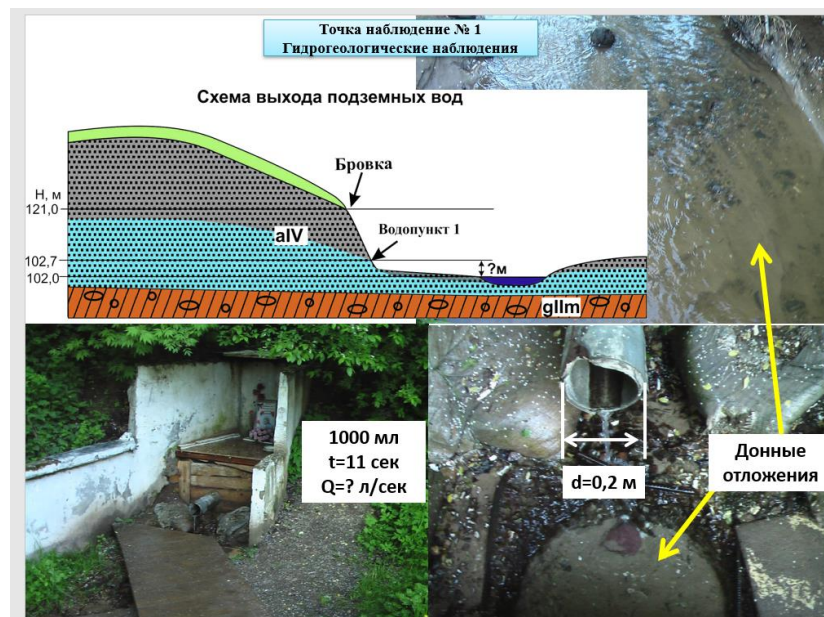 Точка наблюдение № 1
Гидрогеологические наблюдения
Схема выхода подземных вод
Бровка
Н, м
121,0
aIV
Водопункт 1
102,7
?м
102,0
gIIm
1000 мл
t=11 сек
Q=? л/сек
d=0,2 м
Донные
отложения